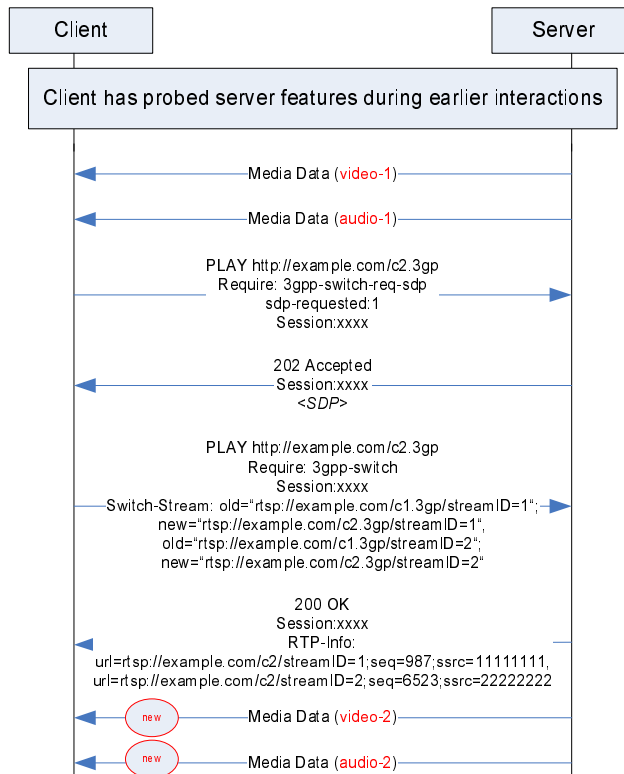 Client
Server
Client has probed server features during earlier interactions
Media Data (video-1)
Media Data (audio-1)
PLAY http://example.com/c2.3gp
Require: 3gpp-switch-req-sdp
sdp-requested:1
Session:xxxx
202 Accepted
Session:xxxx
<SDP>
PLAY http://example.com/c2.3gp
Require: 3gpp-switch
Session:xxxx
Switch-Stream: old=“rtsp://example.com/c1.3gp/streamID=1“;
new=“rtsp://example.com/c2.3gp/streamID=1“,
old=“rtsp://example.com/c1.3gp/streamID=2“;
new=“rtsp://example.com/c2.3gp/streamID=2“
200 OK
Session:xxxx
RTP-Info:
url=rtsp://example.com/c2/streamID=1;seq=987;ssrc=11111111,
url=rtsp://example.com/c2/streamID=2;seq=6523;ssrc=22222222
new
Media Data (video-2)
new
Media Data (audio-2)